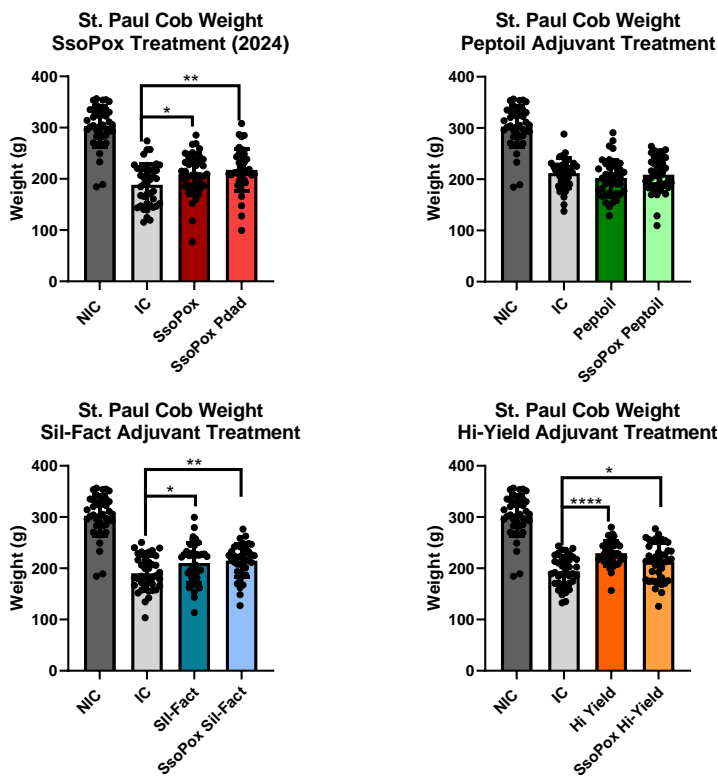 St. Paul Cob Weight
SsoPox Treatment (2024)
Weight (g)
400
300
200
100
0
**
*
NIC
IC
SsoPox
SsoPox Pdad
St. Paul Cob Weight
Peptoil Adjuvant Treatment
Weight (g)
400
300
200
100
0
NIC
IC
Peptoil
SsoPox Peptoil
St. Paul Cob Weight
Sil-Fact Adjuvant Treatment
Weight (g)
400
300
200
100
0
**
*
NIC
IC
Sil-Fact
SsoPox Sil-Fact
St. Paul Cob Weight
Hi-Yield Adjuvant Treatment
Weight (g)
400
300
200
100
0
*
****
NIC
IC
Hi Yield
SsoPox Hi-Yield